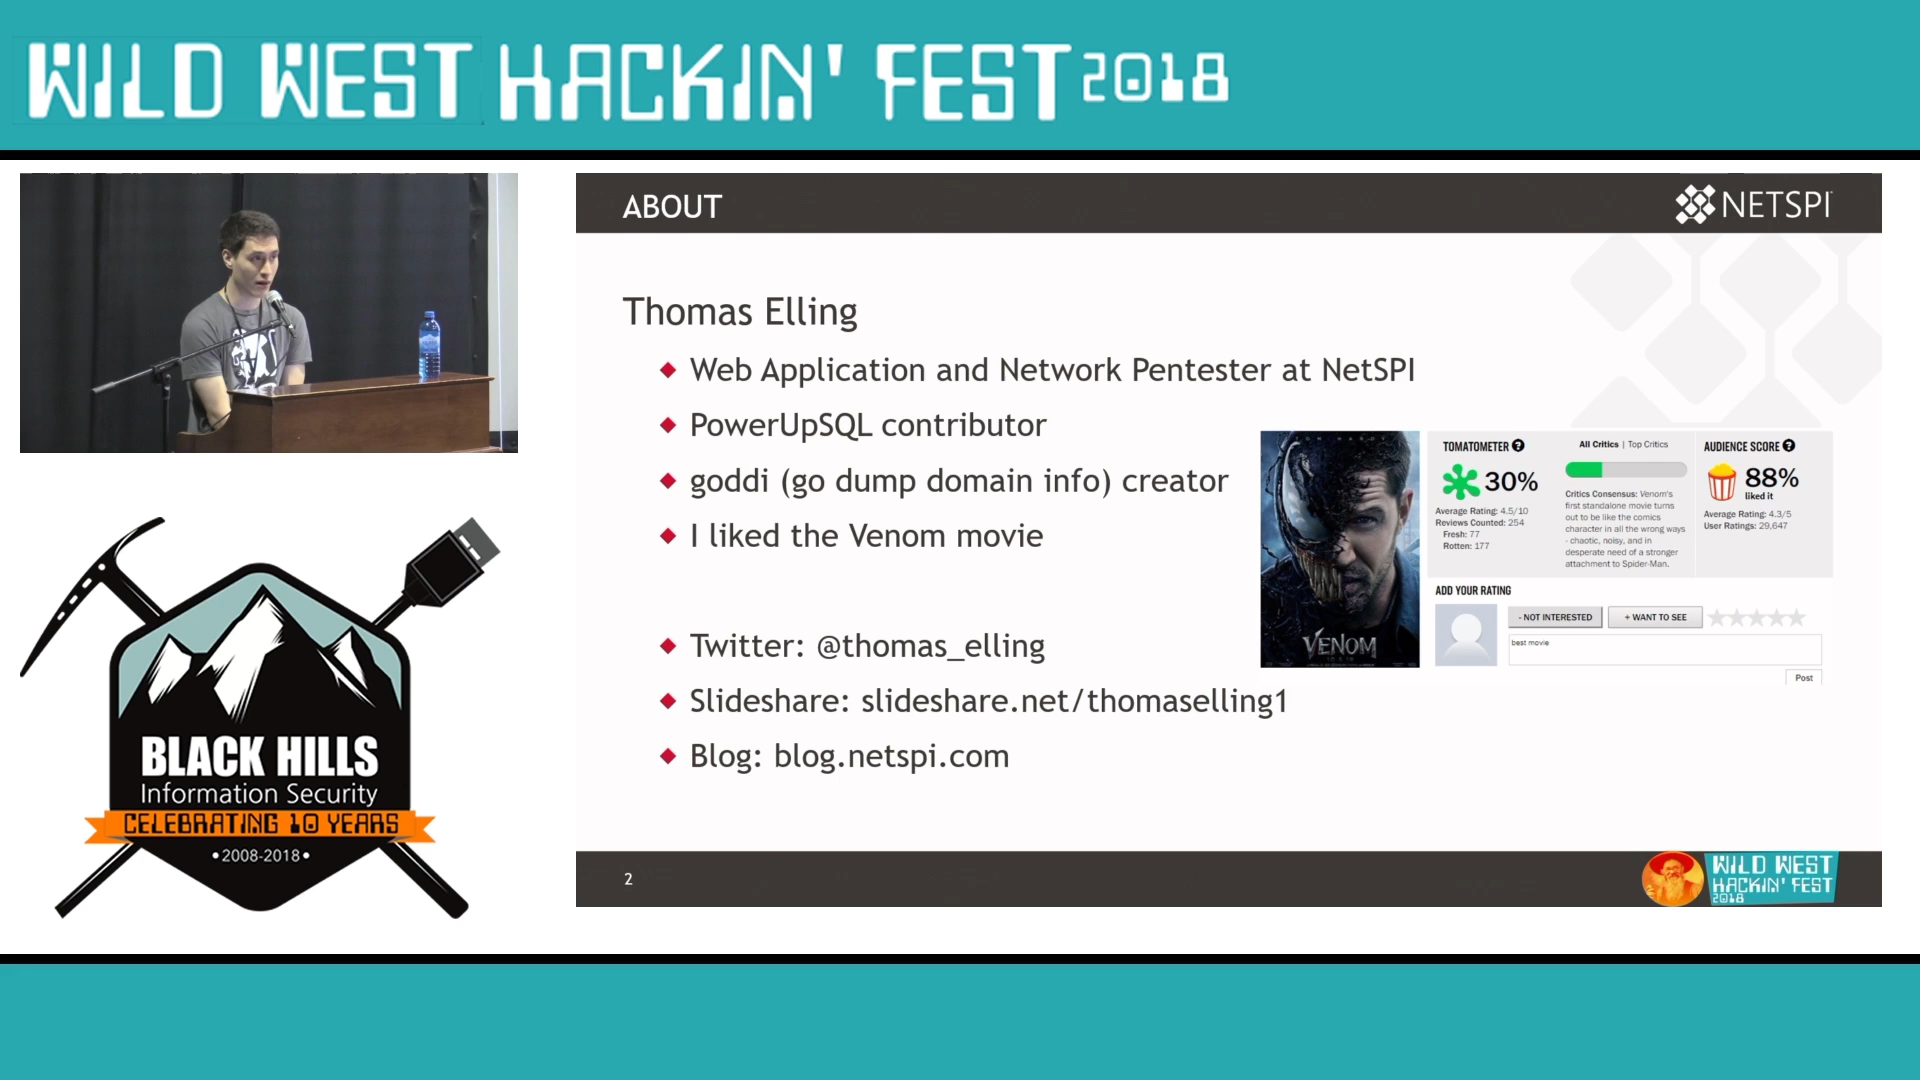 WILD WEST HACKIN' FEST 2018
ABOUT
NETSPI
Thomas Elling
Web Application and Network Pentester at NetSPI
PowerUpSQL contributor
goddi (go dump domain info) creator
I liked the Venom movie
Twitter: @thomas_elling
Slideshare: slideshare.net/thomaselling1
Blog: blog.netspi.com
VENOM
TOMATOMETER ?
30%
Average Rating: 4.5/10
Reviews Counted: 254
Fresh: 77
Rotten: 177
All Critics | Top Critics
Critics Consensus: Venom's
first standalone movie turns
out to be like the comics
character in all the wrong ways
- chaotic, noisy, and in
desperate need of a stronger
attachment to Spider-Man.
AUDIENCE SCORE ?
88%
liked it
Average Rating: 4.3/5
User Ratings: 29,647
ADD YOUR RATING
- NOT INTERESTED
+ WANT TO SEE
best movie
Post
2
WILD WEST
HACKIN' FEST
2018
BLACK HILLS
Information Security
CELEBRATING 10 YEARS
•2008-2018•